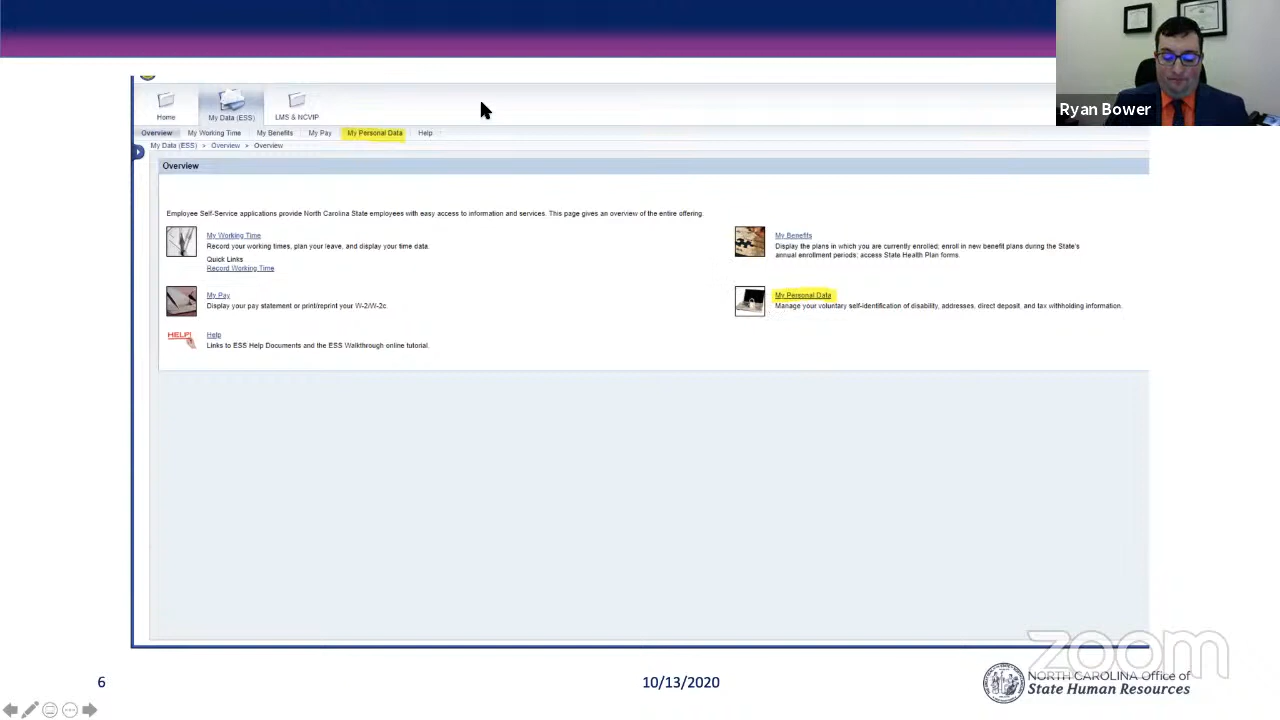 Ryan Bower
Home
My Data (ESS)
LMS & NCVIP
Overview My Working Time My Benefits My Pay My Personal Data Help
My Data (ESS) > Overview > Overview
Overview
Employee Self-Service applications provide North Carolina State employees with easy access to information and services. This page gives an overview of the entire offering.
My Working Time
Record your working times, plan your leave, and display your time data.
Quick Links
Record Working Time
My Benefits
Display the plans in which you are currently enrolled; enroll in new benefit plans during the State's
annual enrollment periods; access State Health Plan forms.
My Pay
Display your pay statement or print/reprint your W-2/W-2c.
My Personal Data
Manage your voluntary self-identification of disability, addresses, direct deposit, and tax withholding information.
HELP!
Help
Links to ESS Help Documents and the ESS Walkthrough online tutorial.
zoom
6
10/13/2020
NORTH CAROLINA Office of
State Human Resources